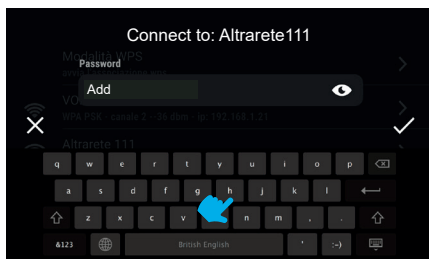 Connect to: Altrarete111
Modalità WPS
Password
Add
WPA PSK - canale 2 --36 dbm - ip: 192.168.1.21
Altrarete 111
q w e r t y u i o p
a s d f g h j k l
z x c v n m , .
&123 British English ' :-)